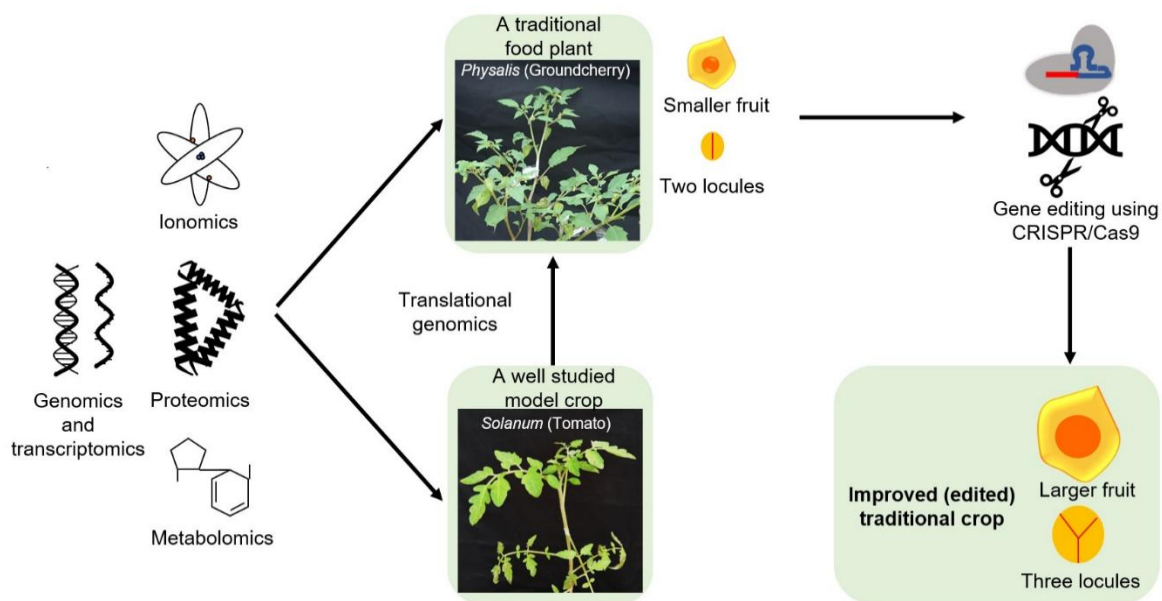 Ionomics
Genomics
and
transcriptomics
Proteomics
Metabolomics
A traditional
food plant
Physalis (Groundcherry)
Smaller fruit
Two locules
Translational
genomics
A well studied
model crop
Solanum (Tomato)
Gene editing using
CRISPR/Cas9
Improved (edited)
traditional crop
Larger fruit
Three locules